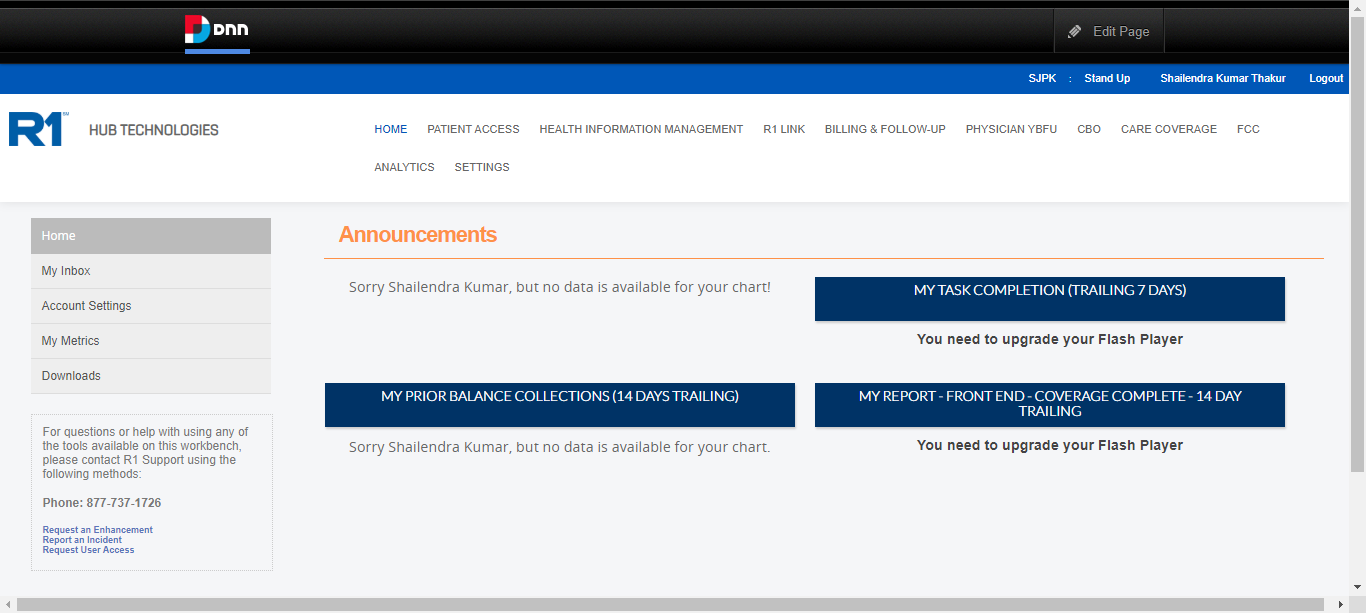 DNN
Edit Page
SJPK : Stand Up Shailendra Kumar Thakur Logout
R1 SM HUB TECHNOLOGIES
HOME PATIENT ACCESS HEALTH INFORMATION MANAGEMENT R1 LINK BILLING & FOLLOW-UP PHYSICIAN YBFU CBO CARE COVERAGE FCC
ANALYTICS SETTINGS
Home
My Inbox
Account Settings
My Metrics
Downloads
For questions or help with using any of
the tools available on this workbench,
please contact R1 Support using the
following methods:
Phone: 877-737-1726
Request an Enhancement
Report an Incident
Request User Access
Announcements
Sorry Shailendra Kumar, but no data is available for your chart!
MY TASK COMPLETION (TRAILING 7 DAYS)
You need to upgrade your Flash Player
MY PRIOR BALANCE COLLECTIONS (14 DAYS TRAILING)
Sorry Shailendra Kumar, but no data is available for your chart.
MY REPORT - FRONT END - COVERAGE COMPLETE - 14 DAY
TRAILING
You need to upgrade your Flash Player